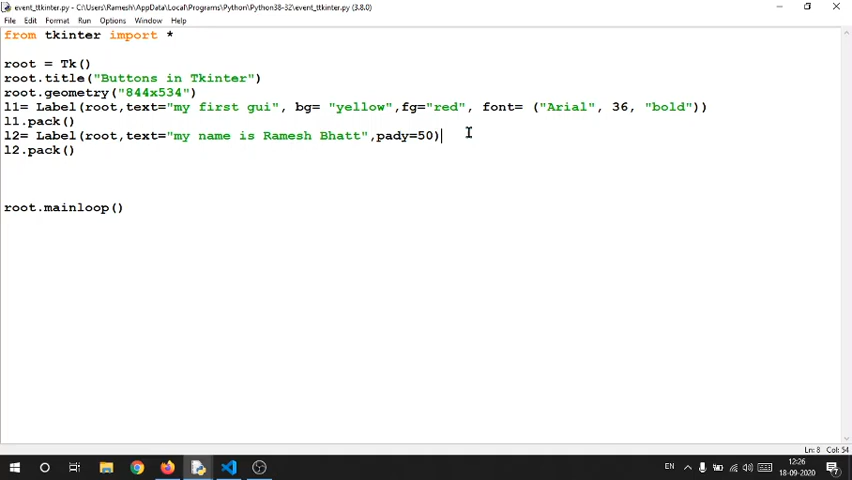 event_ttkinter.py - C:\Users\Ramesh\AppData\Local\Programs\Python\Python38-32\event_ttkinter.py (3.8.0)
File Edit Format Run Options Window Help
from tkinter import *
root = Tk()
root.title("Buttons in Tkinter")
root.geometry("844x534")
l1= Label(root,text="my first gui", bg= "yellow",fg="red", font= ("Arial", 36, "bold"))
l1.pack()
l2= Label(root,text="my name is Ramesh Bhatt",pady=50)
l2.pack()
root.mainloop()
Ln: 8 Col: 54
EN
12:26
18-09-2020